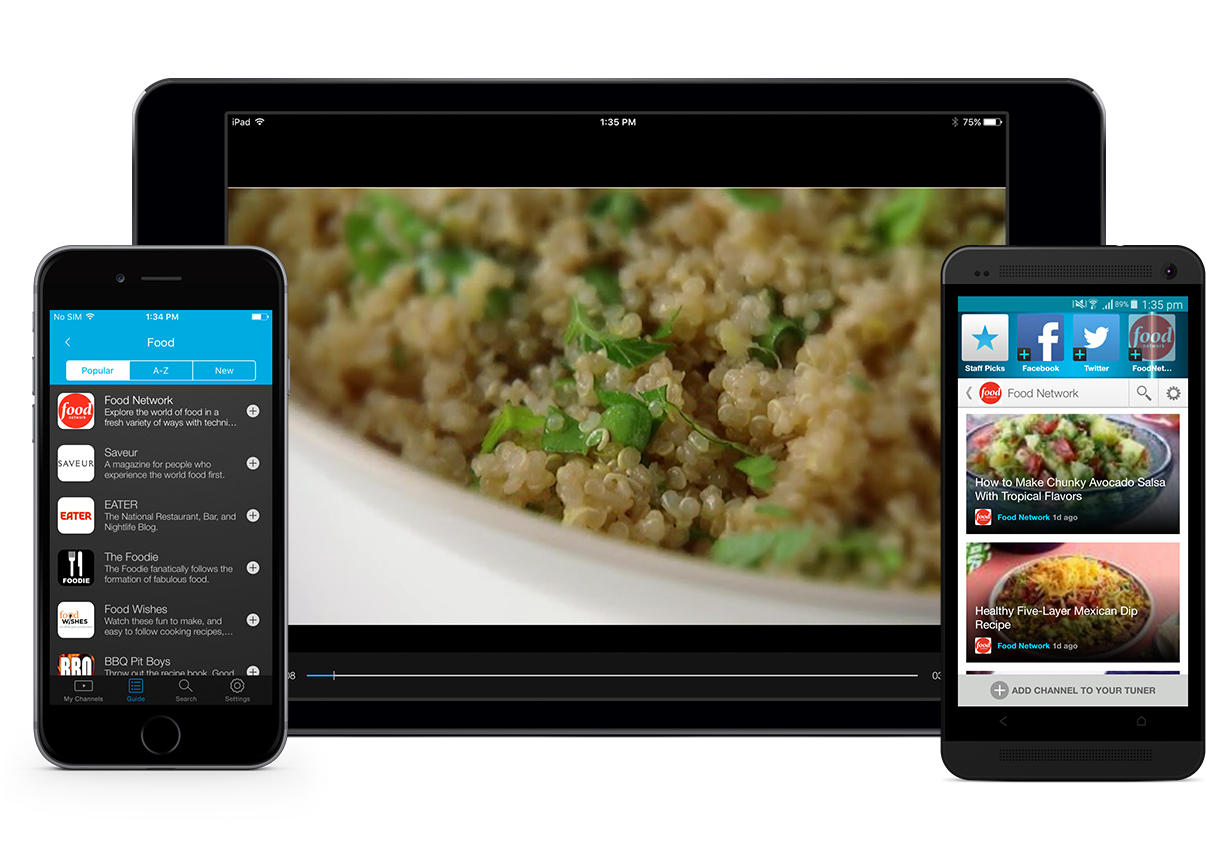 iPad
1:35 PM
75%
08
03
No SIM
1:34 PM
Food
Popular
A-Z
New
food
network
Food Network
Explore the world of food in a
fresh variety of ways with techni...
SAVEUR
Saveur
A magazine for people who
experience the world food first.
EATER
EATER
The National Restaurant, Bar, and
Nightlife Blog.
FOODIE
The Foodie
The Foodie fanatically follows the
formation of fabulous food.
food
WISHES
Food Wishes
Watch these fun to make, and
easy to follow cooking recipes,...
BBQ
BBQ Pit Boys
Throw out the recipe book. Good
My Channels
Guide
Search
Settings
89%
1:35 pm
food
network
Staff Picks
Facebook
Twitter
FoodNet...
food
Food Network
How to Make Chunky Avocado Salsa
With Tropical Flavors
food
Food Network 1d ago
Healthy Five-Layer Mexican Dip
Recipe
food
Food Network 1d ago
ADD CHANNEL TO YOUR TUNER